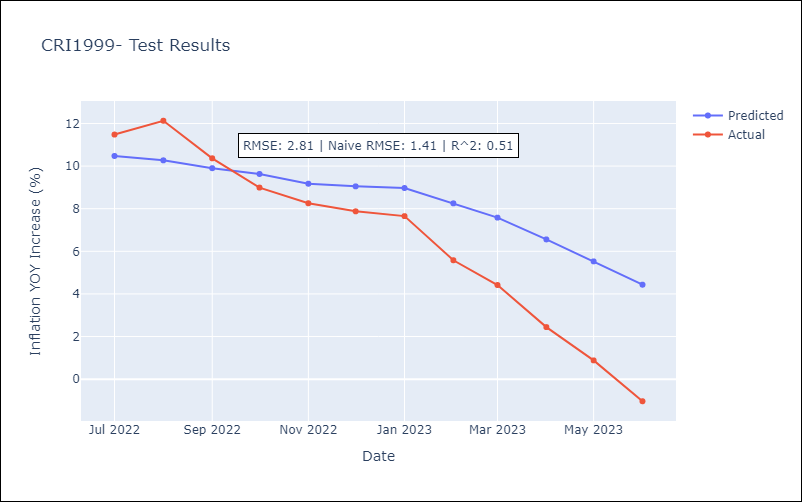 CRI1999- Test Results
RMSE: 2.81 | Naive RMSE: 1.41 | R^2: 0.51
Predicted
Actual
Inflation YOY Increase (%)
12
10
8
6
4
2
0
Jul 2022
Sep 2022
Nov 2022
Jan 2023
Mar 2023
May 2023
Date